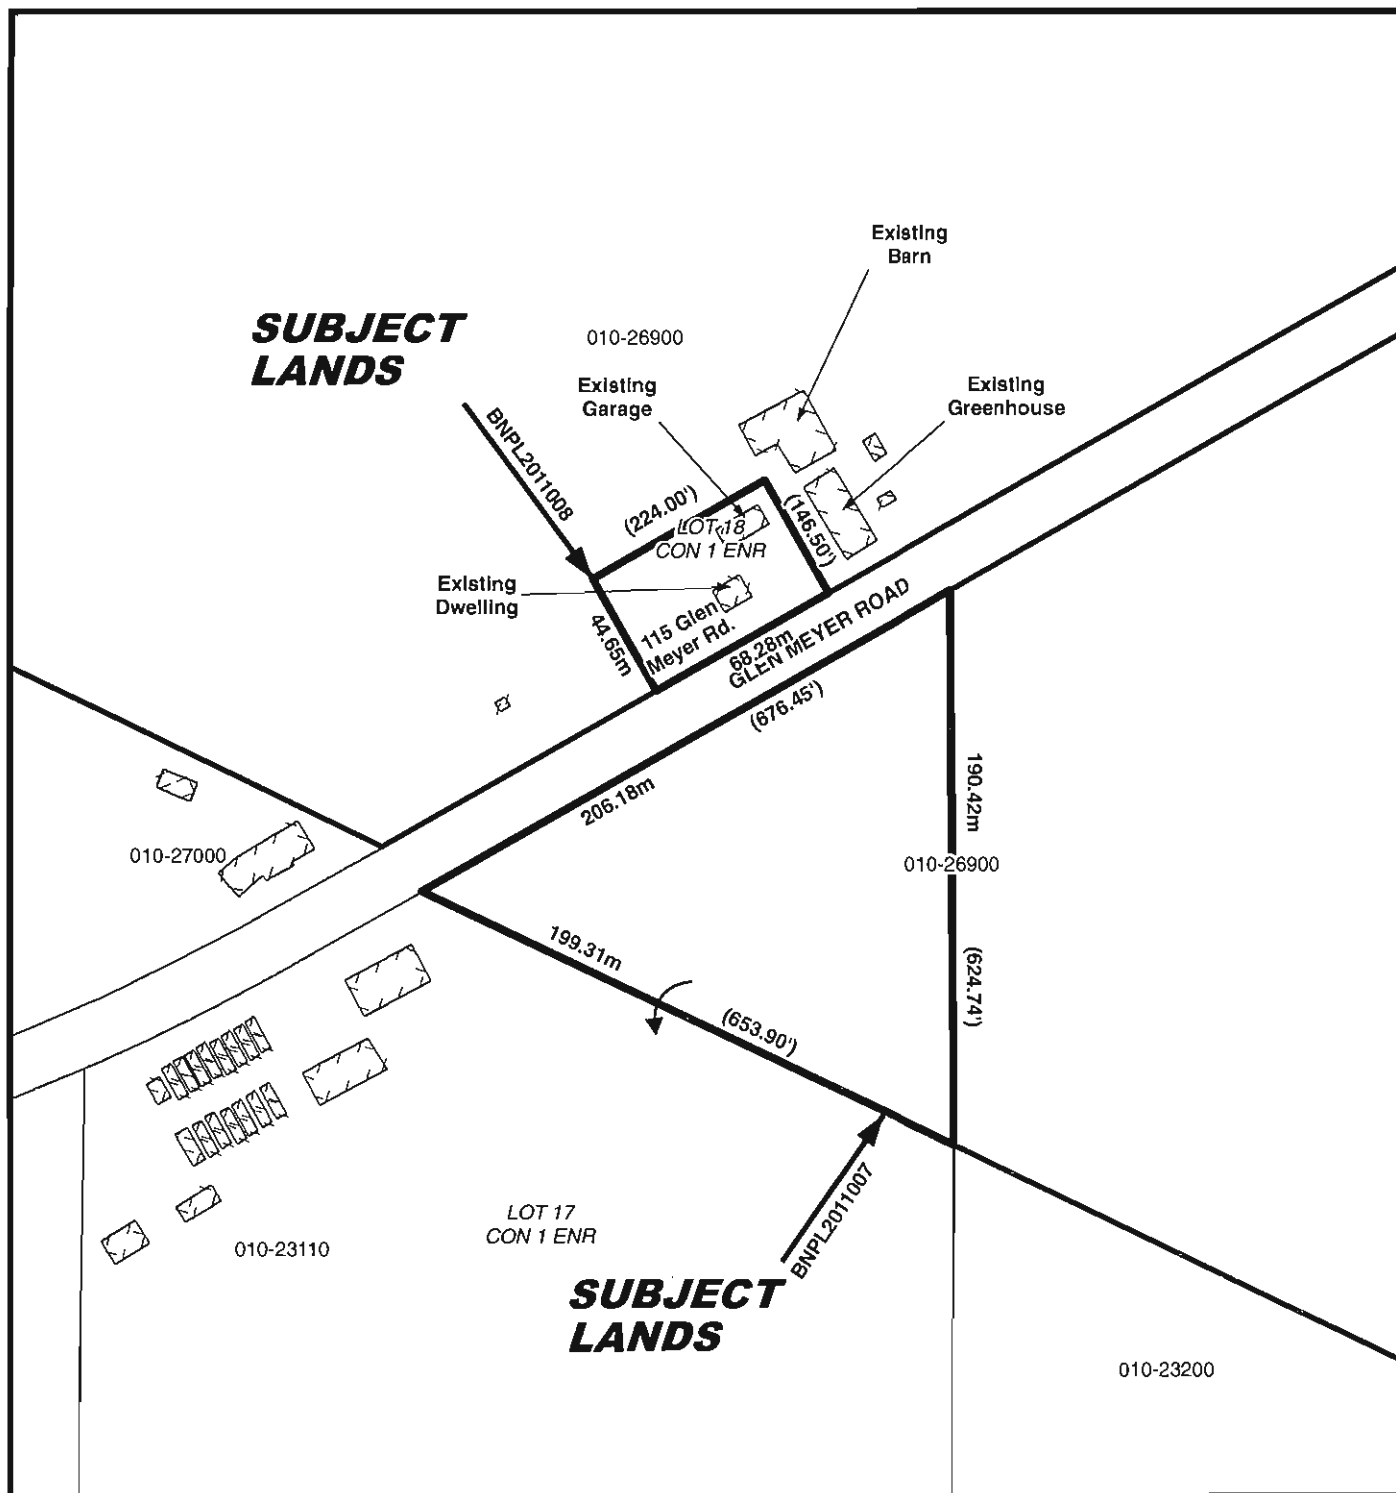 Existing
Barn
SUBJECT
LANDS
010-26900
Existing
Garage
Existing
Greenhouse
BNPL2011008
(224.00')
(146.50')
LOT 18
CON 1 ENR
Existing
Dwelling
44.65m
115 Glen
Meyer Rd.
68.28m
GLEN MEYER ROAD
(676.45')
206.18m
190.42m
010-27000
010-26900
199.31m
(624.74')
(653.90')
BNPL2011007
LOT 17
CON 1 ENR
010-23110
SUBJECT
LANDS
010-23200